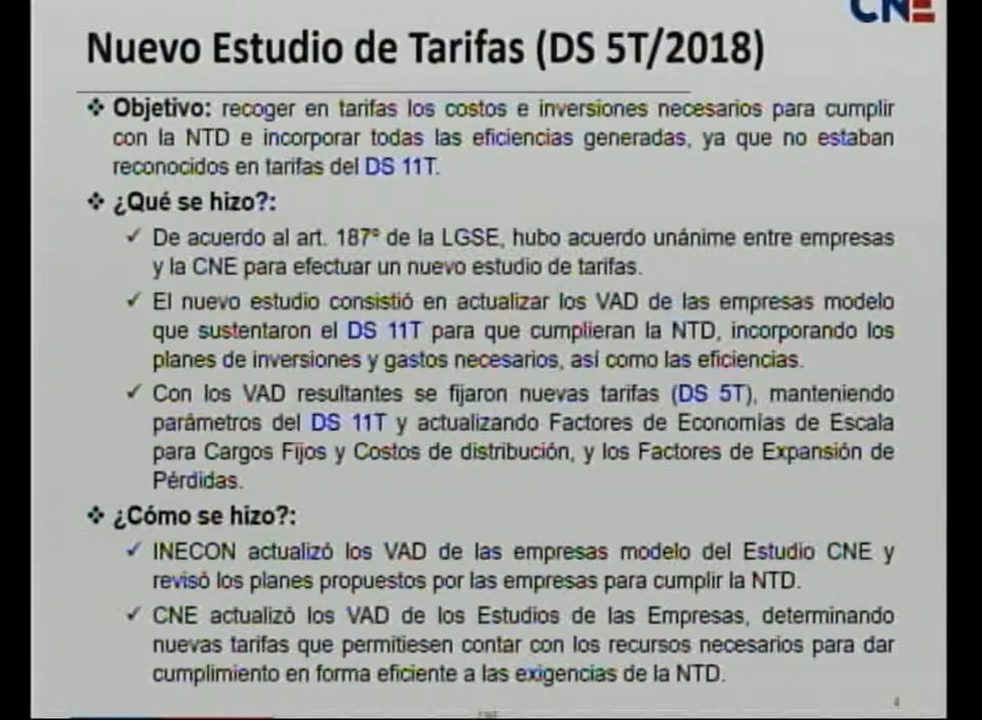 CNE
Nuevo Estudio de Tarifas (DS 5T/2018)
❖ Objetivo: recoger en tarifas los costos e inversiones necesarios para cumplir
con la NTD e incorporar todas las eficiencias generadas, ya que no estaban
reconocidos en tarifas del DS 11T.
❖ ¿Qué se hizo?:
✓ De acuerdo al art. 187° de la LGSE, hubo acuerdo unánime entre empresas
y la CNE para efectuar un nuevo estudio de tarifas.
✓ El nuevo estudio consistió en actualizar los VAD de las empresas modelo
que sustentaron el DS 11T para que cumplieran la NTD, incorporando los
planes de inversiones y gastos necesarios, así como las eficiencias.
✓ Con los VAD resultantes se fijaron nuevas tarifas (DS 5T), manteniendo
parámetros del DS 11T y actualizando Factores de Economías de Escala
para Cargos Fijos y Costos de distribución, y los Factores de Expansión de
Pérdidas.
❖ ¿Cómo se hizo?:
✓ INECON actualizó los VAD de las empresas modelo del Estudio CNE y
revisó los planes propuestos por las empresas para cumplir la NTD.
✓ CNE actualizó los VAD de los Estudios de las Empresas, determinando
nuevas tarifas que permitiesen contar con los recursos necesarios para dar
cumplimiento en forma eficiente a las exigencias de la NTD.
4
CNE